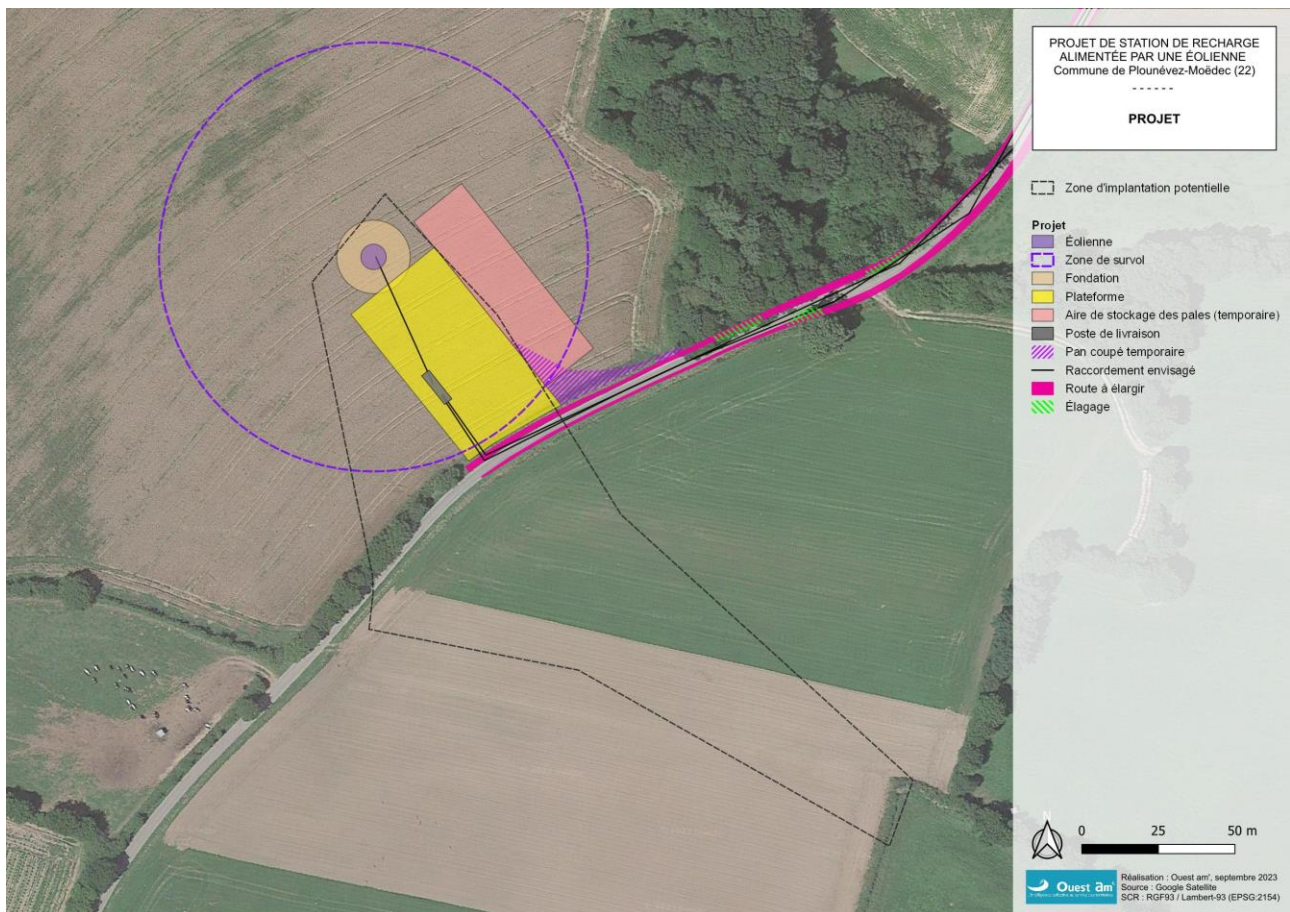 PROJET DE STATION DE RECHARGE
ALIMENTÉE PAR UNE ÉOLIENNE
Commune de Plounévez-Moëdec (22)
------
PROJET
Zone d'implantation potentielle
Projet
Éolienne
Zone de survol
Fondation
Plateforme
Aire de stockage des pales (temporaire)
Poste de livraison
Pan coupé temporaire
Raccordement envisagé
Route à élargir
Élagage
N
0 25 50 m
Ouest am'
Réalisation : Ouest am', septembre 2023
Source : Google Satellite
SCR : RGF93 / Lambert-93 (EPSG:2154)